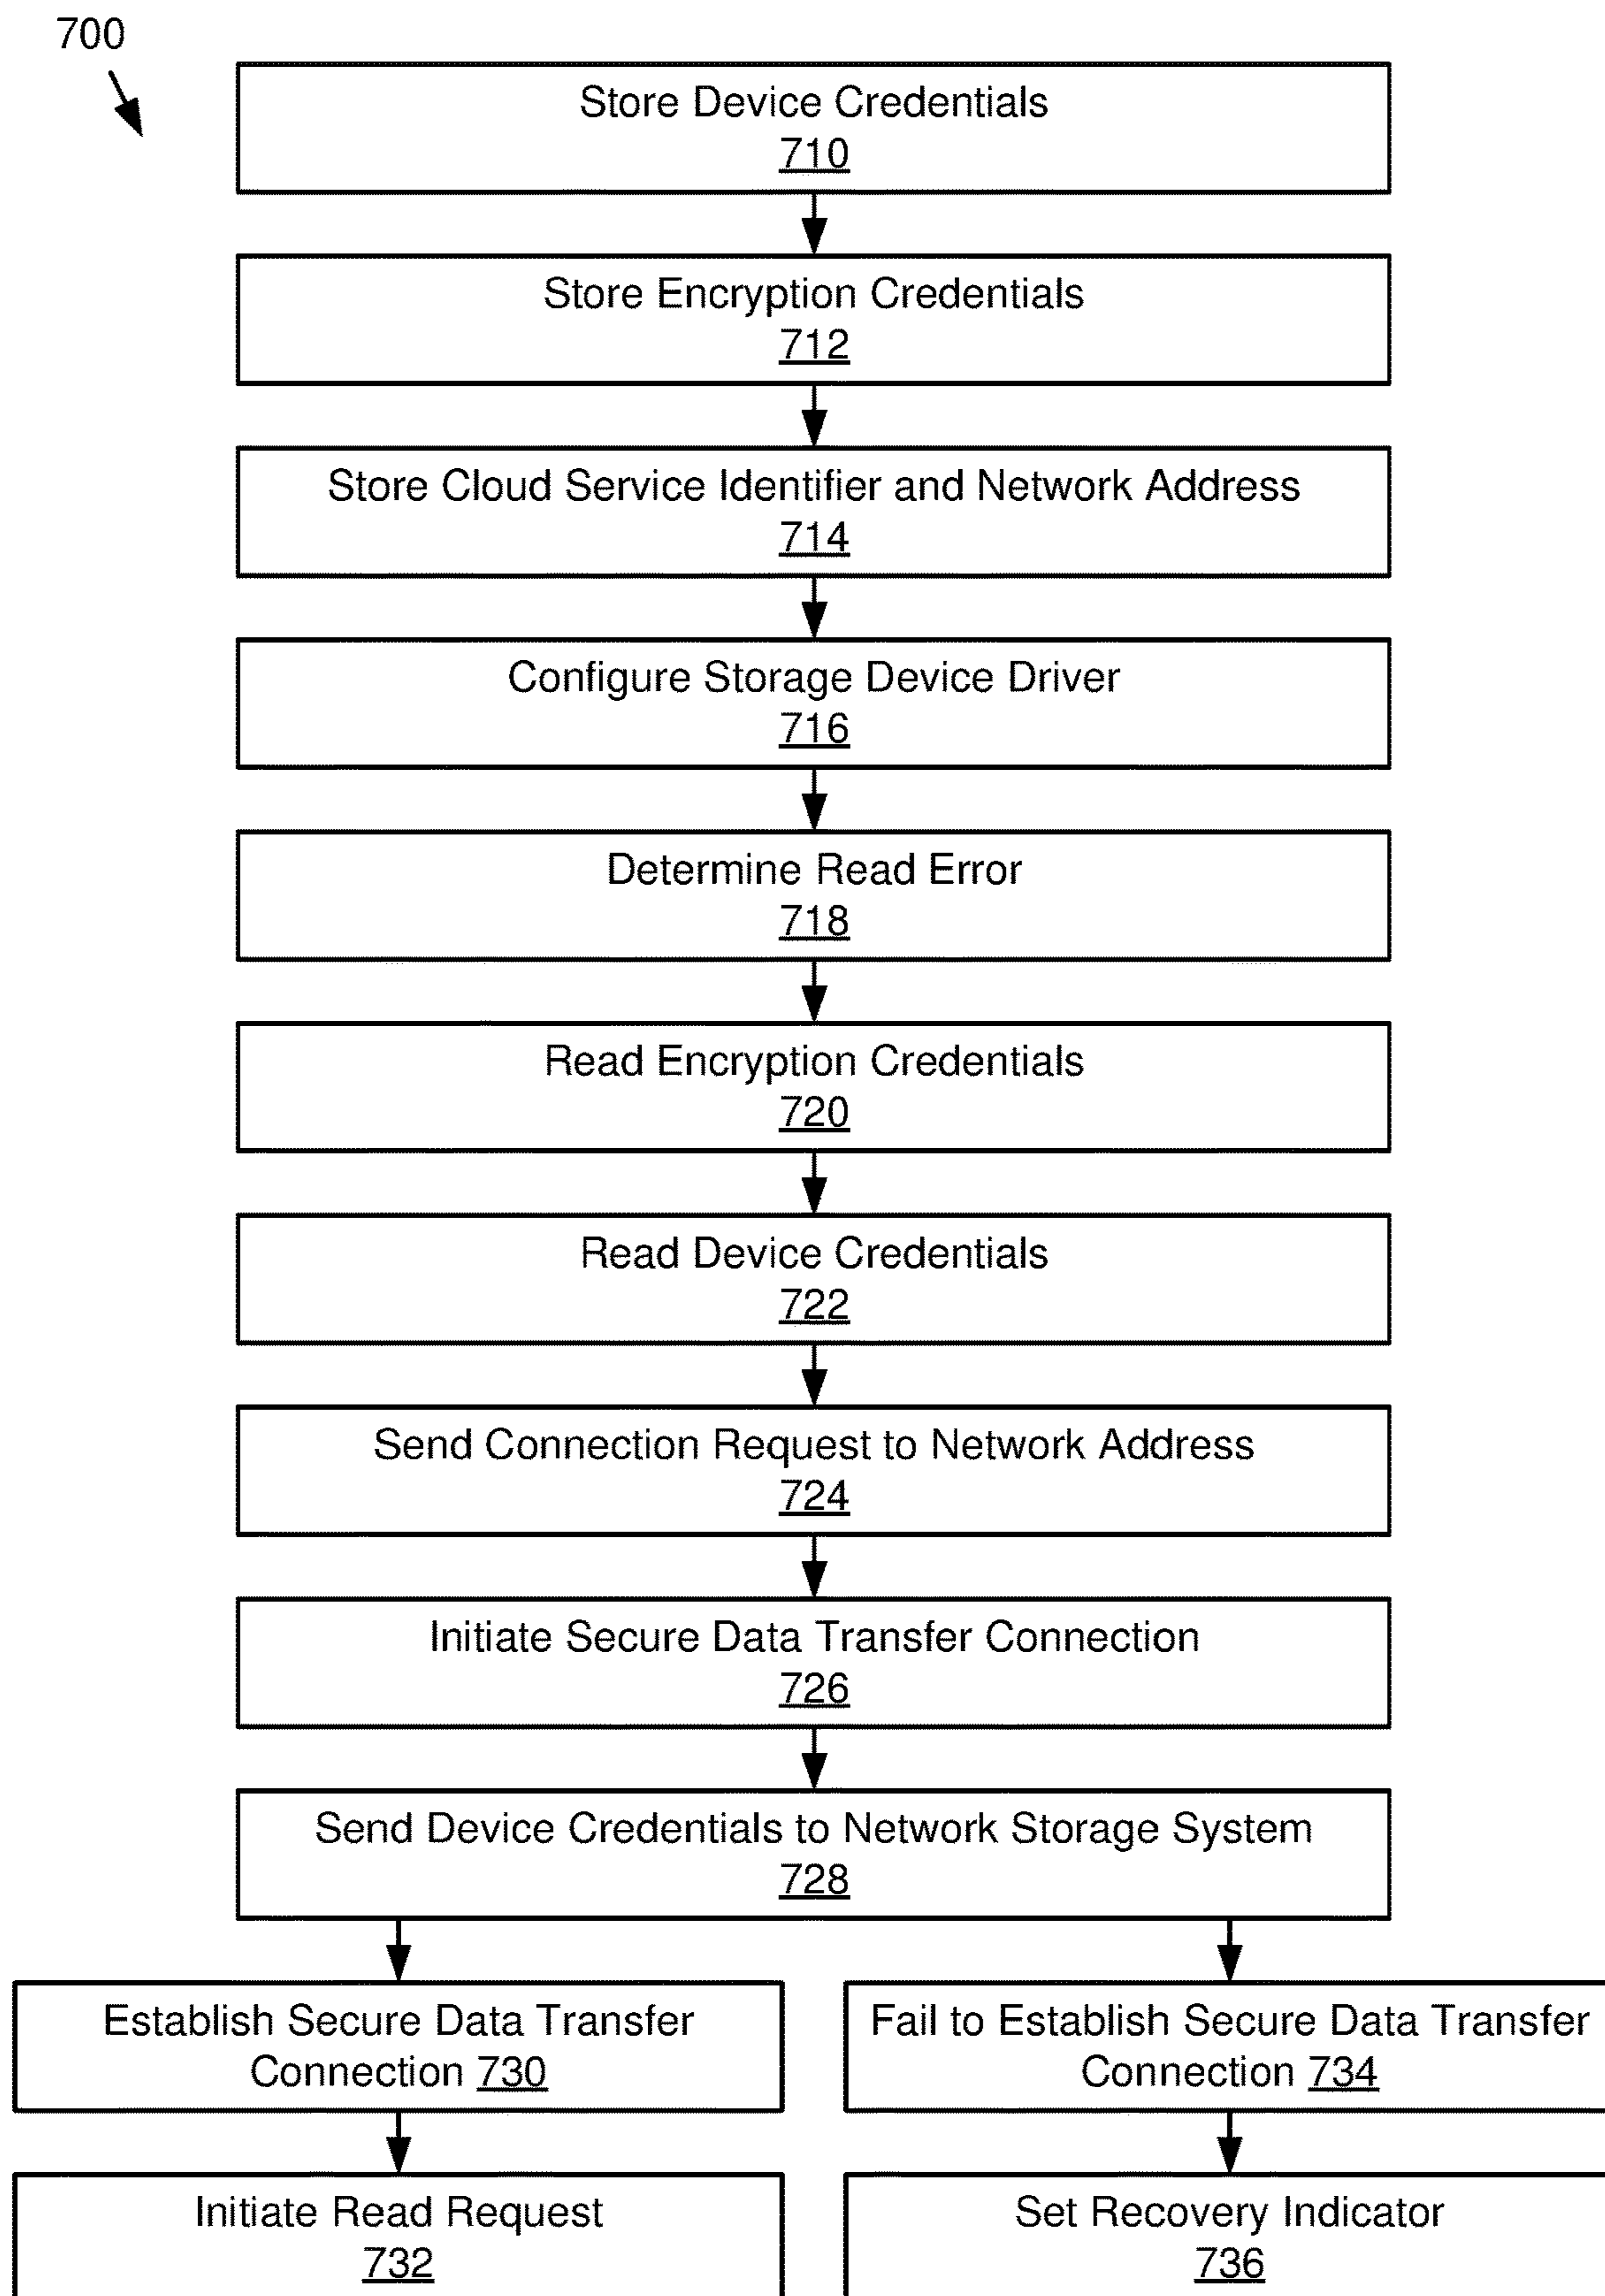 700
Store Device Credentials
710
Store Encryption Credentials
712
Store Cloud Service Identifier and Network Address
714
Configure Storage Device Driver
716
Determine Read Error
718
Read Encryption Credentials
720
Read Device Credentials
722
Send Connection Request to Network Address
724
Initiate Secure Data Transfer Connection
726
Send Device Credentials to Network Storage System
728
Establish Secure Data Transfer
Connection 730
Fail to Establish Secure Data Transfer
Connection 734
Initiate Read Request
732
Set Recovery Indicator
736